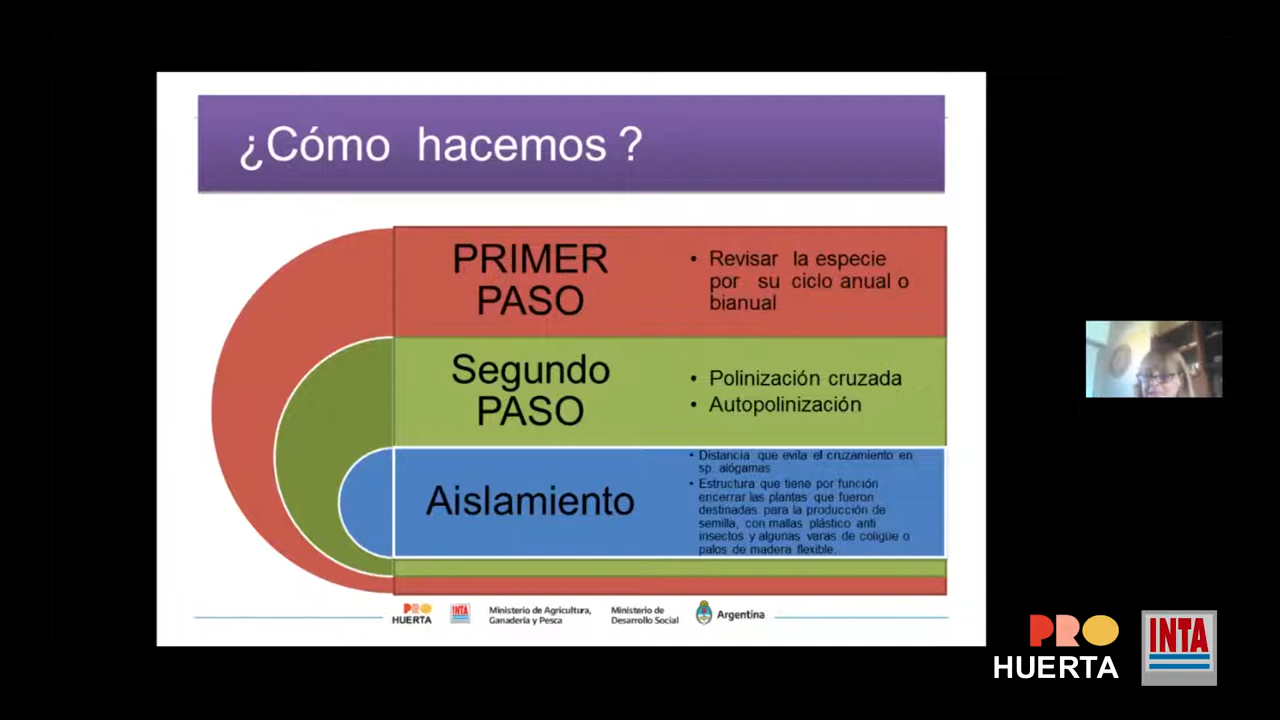 ¿Cómo hacemos ?
PRIMER
PASO
• Revisar la especie
por su ciclo anual o
bianual
Segundo
PASO
• Polinización cruzada
• Autopolinización
Aislamiento
• Distancia que evita el cruzamiento en
sp. alógamas
• Estructura que tiene por función
encerrar las plantas que fueron
destinadas para la producción de
semilla, con mallas plástico anti
insectos y algunas varas de coligüe o
palos de madera flexible.
PRO
HUERTA
INTA
Ministerio de Agricultura,
Ganadería y Pesca
Ministerio de
Desarrollo Social
Argentina
PRO
HUERTA
INTA